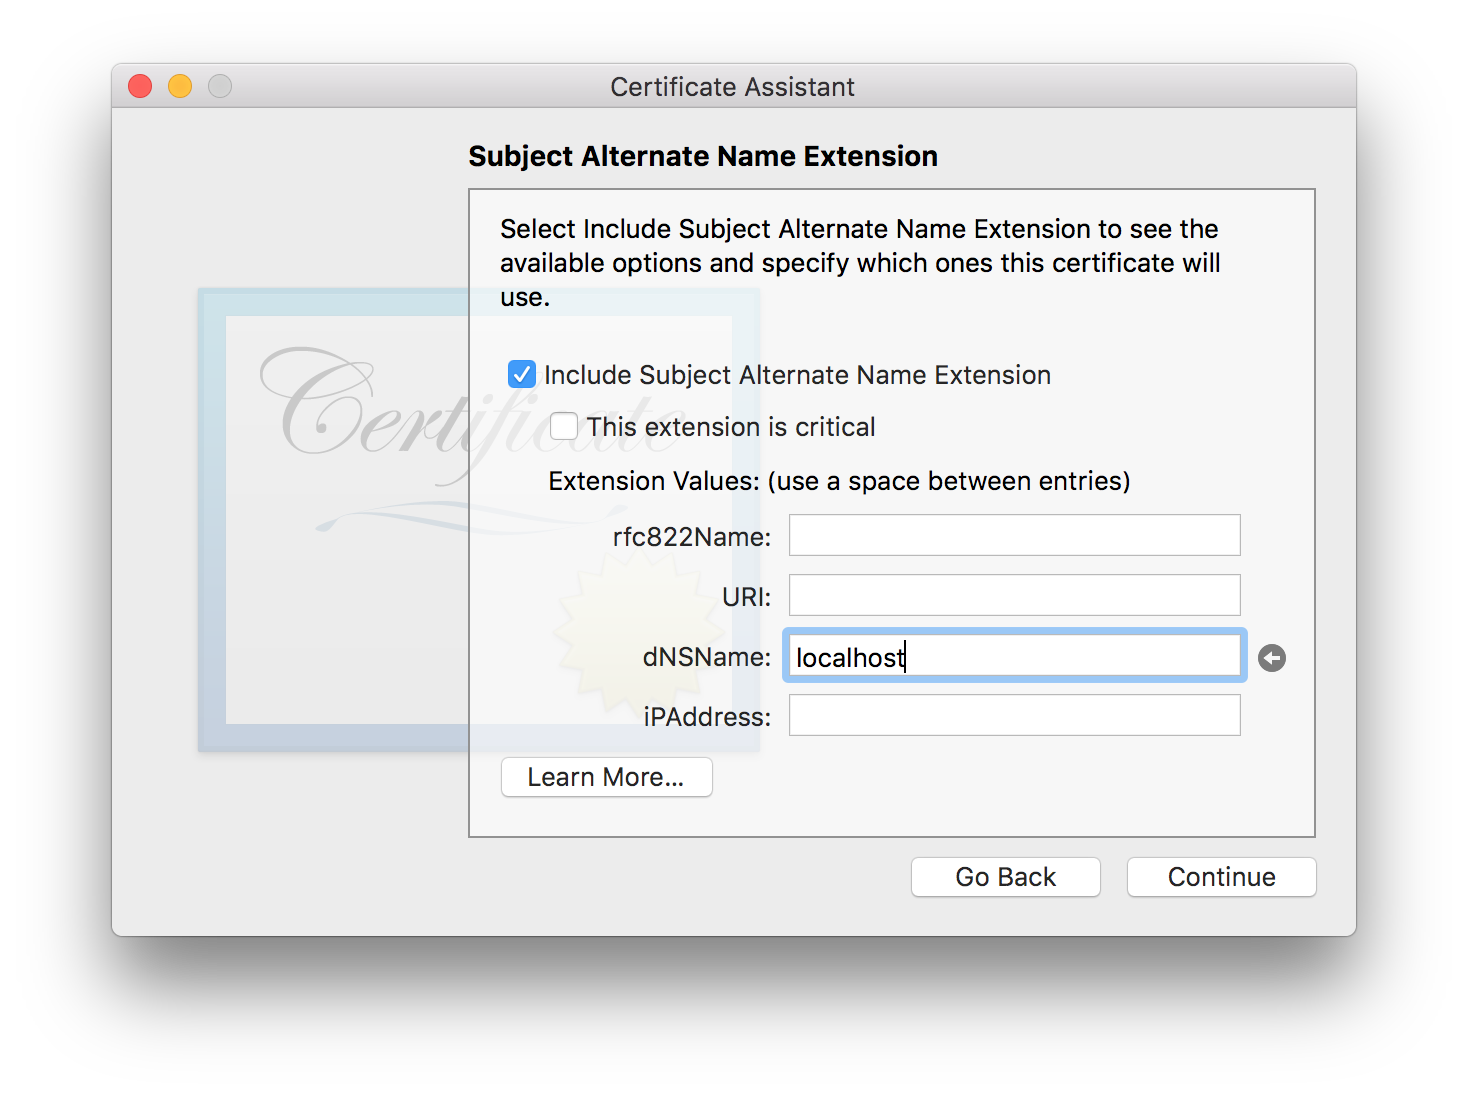 Certificate Assistant
Subject Alternate Name Extension
Select Include Subject Alternate Name Extension to see the
available options and specify which ones this certificate will
use.
Certificate
Include Subject Alternate Name Extension
This extension is critical
Extension Values: (use a space between entries)
rfc822Name:
URI:
dNSName: localhost
iPAddress:
Learn More...
Go Back Continue